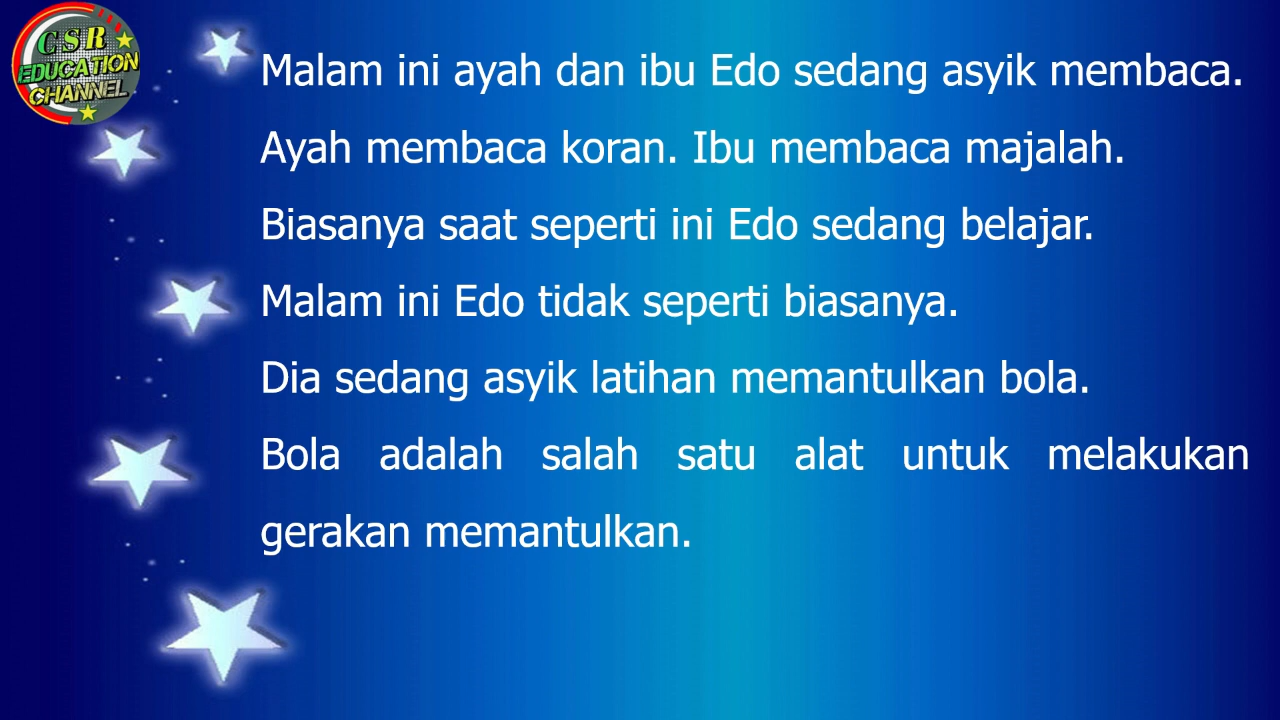 CSR
EDUCATION
CHANNEL
Malam ini ayah dan ibu Edo sedang asyik membaca.
Ayah membaca koran. Ibu membaca majalah.
Biasanya saat seperti ini Edo sedang belajar.
Malam ini Edo tidak seperti biasanya.
Dia sedang asyik latihan memantulkan bola.
Bola adalah salah satu alat untuk melakukan
gerakan memantulkan.